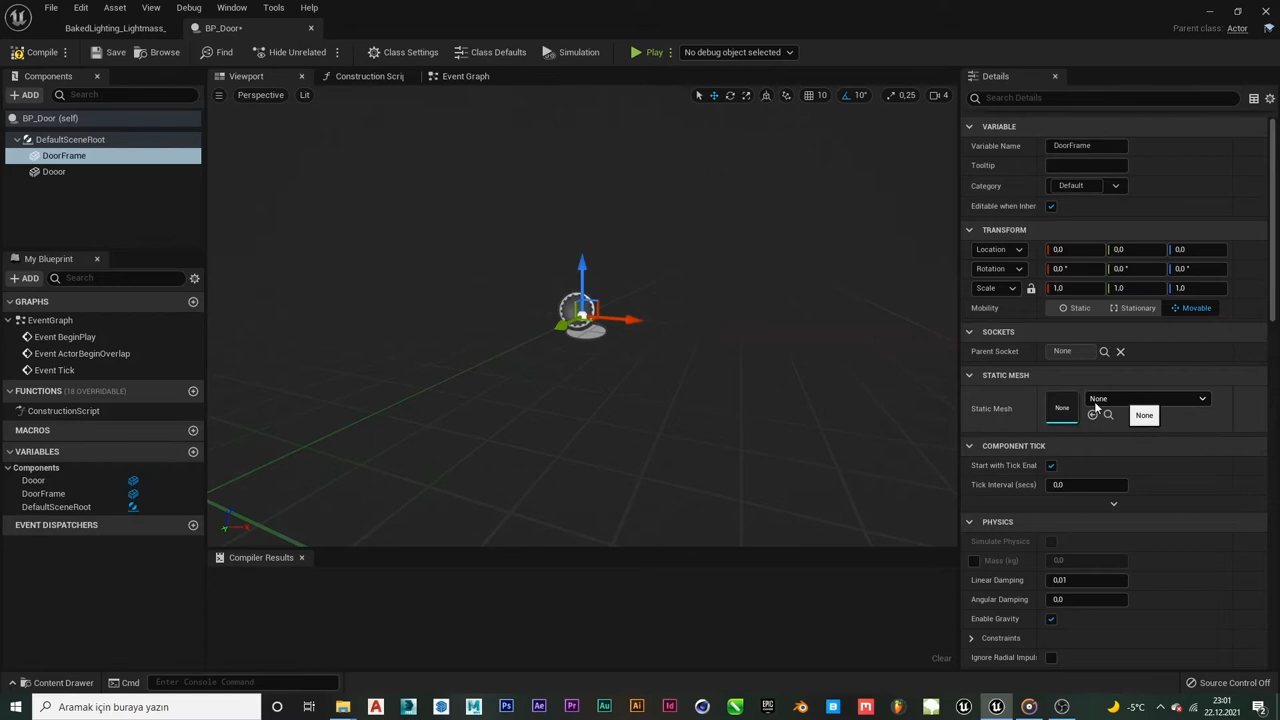 File Edit Asset View Debug Window Tools Help
BakedLighting_Lightmass_ BP_Door* Parent class: Actor
Compile Save Browse Find Hide Unrelated Class Settings Class Defaults Simulation Play No debug object selected
Components Viewport Construction Scrip Event Graph Details
ADD Search Perspective Lit 10 10° 0,25 4 Search Details
BP_Door (self)
DefaultSceneRoot
DoorFrame
Dooor
VARIABLE
Variable Name DoorFrame
Tooltip
Category Default
Editable when Inher
TRANSFORM
Location 0,0 0,0 0,0
Rotation 0,0 ° 0,0 ° 0,0 °
Scale 1,0 1,0 1,0
Mobility Static Stationary Movable
SOCKETS
Parent Socket None
STATIC MESH
Static Mesh None None
None
COMPONENT TICK
Start with Tick Enal
Tick Interval (secs) 0,0
PHYSICS
Simulate Physics
Mass (kg) 0,0
Linear Damping 0,01
Angular Damping 0,0
Enable Gravity
Constraints
Ignore Radial Impul
My Blueprint
ADD Search
GRAPHS
EventGraph
Event BeginPlay
Event ActorBeginOverlap
Event Tick
FUNCTIONS (18 OVERRIDABLE)
ConstructionScript
MACROS
VARIABLES
Components
Dooor
DoorFrame
DefaultSceneRoot
EVENT DISPATCHERS
Compiler Results
Clear
Content Drawer Cmd Enter Console Command Source Control Off
Aramak için buraya yazın -5°C 23:01
22.12.2021